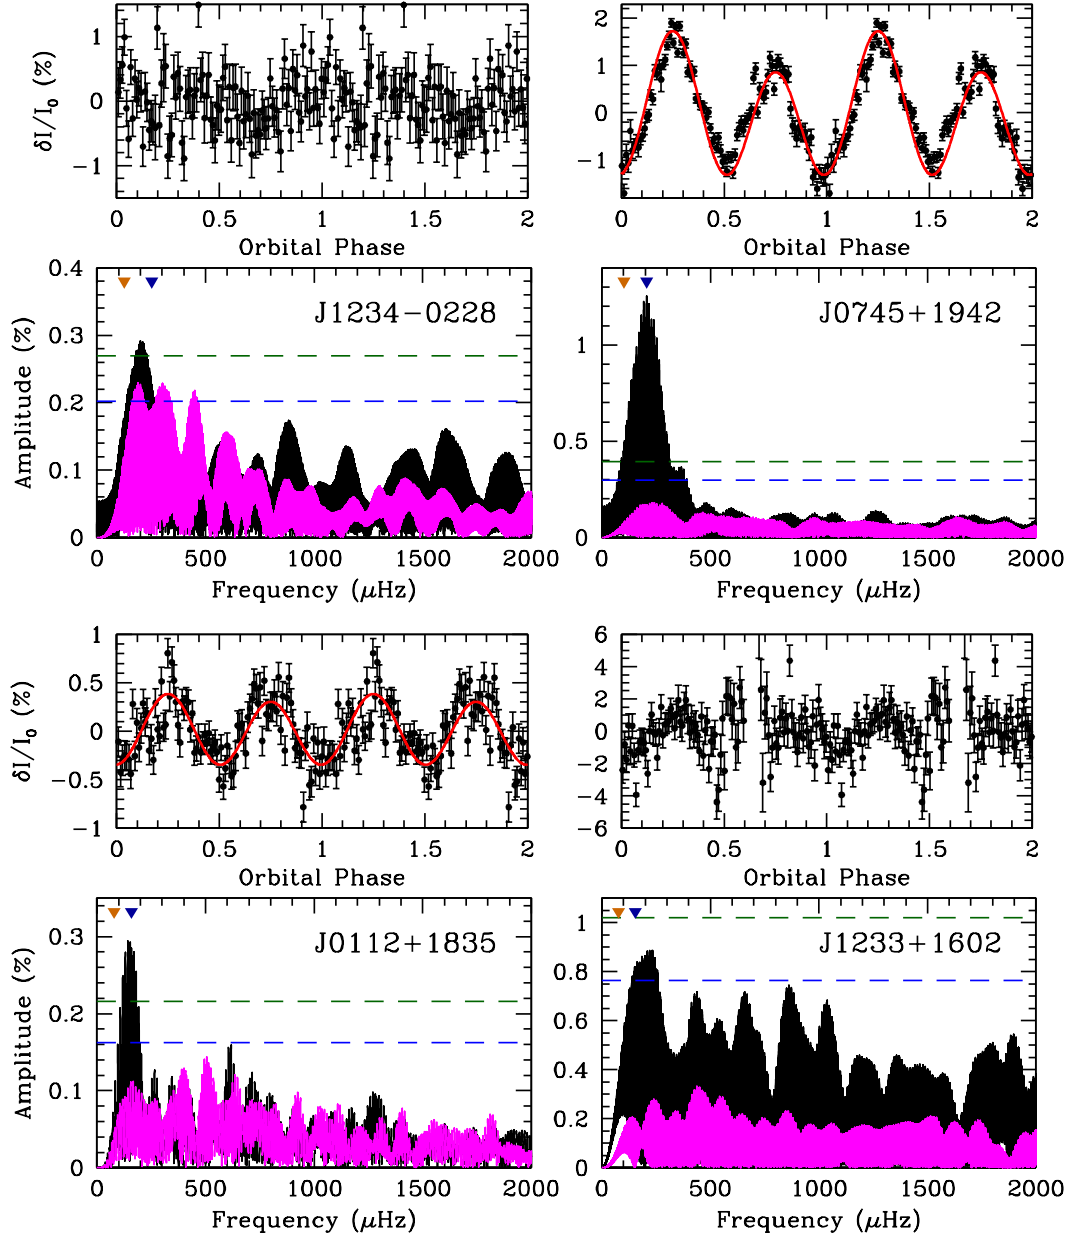 1
0
−1
δI/I₀ (%)
0 0.5 1 1.5 2
Orbital Phase
2
1
0
−1
0 0.5 1 1.5 2
Orbital Phase
0.4
0.3
0.2
0.1
0
Amplitude (%)
J1234−0228
0 500 1000 1500 2000
Frequency (μHz)
1
0.5
0
J0745+1942
0 500 1000 1500 2000
Frequency (μHz)
1
0.5
0
−0.5
−1
δI/I₀ (%)
0 0.5 1 1.5 2
Orbital Phase
6
4
2
0
−2
−4
−6
0 0.5 1 1.5 2
Orbital Phase
0.3
0.2
0.1
0
Amplitude (%)
J0112+1835
0 500 1000 1500 2000
Frequency (μHz)
1
0.8
0.6
0.4
0.2
0
J1233+1602
0 500 1000 1500 2000
Frequency (μHz)